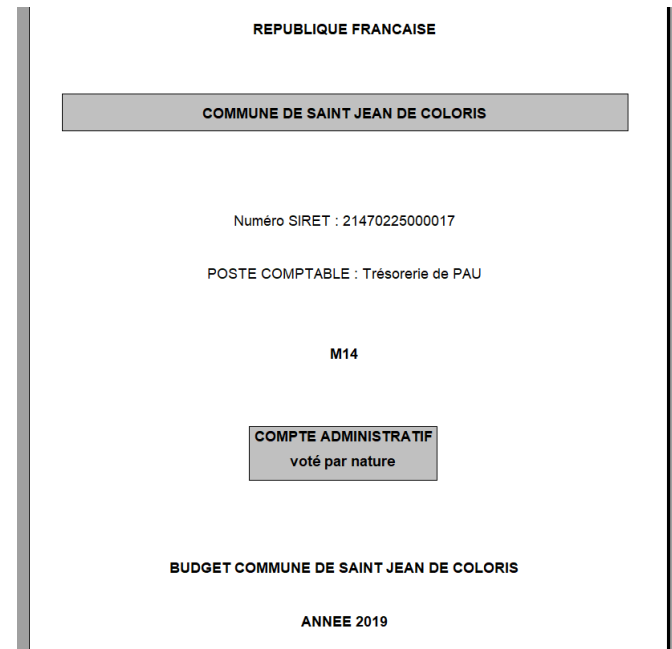 REPUBLIQUE FRANCAISE
COMMUNE DE SAINT JEAN DE COLORIS
Numéro SIRET : 21470225000017
POSTE COMPTABLE : Trésorerie de PAU
M14
COMPTE ADMINISTRATIF
voté par nature
BUDGET COMMUNE DE SAINT JEAN DE COLORIS
ANNEE 2019